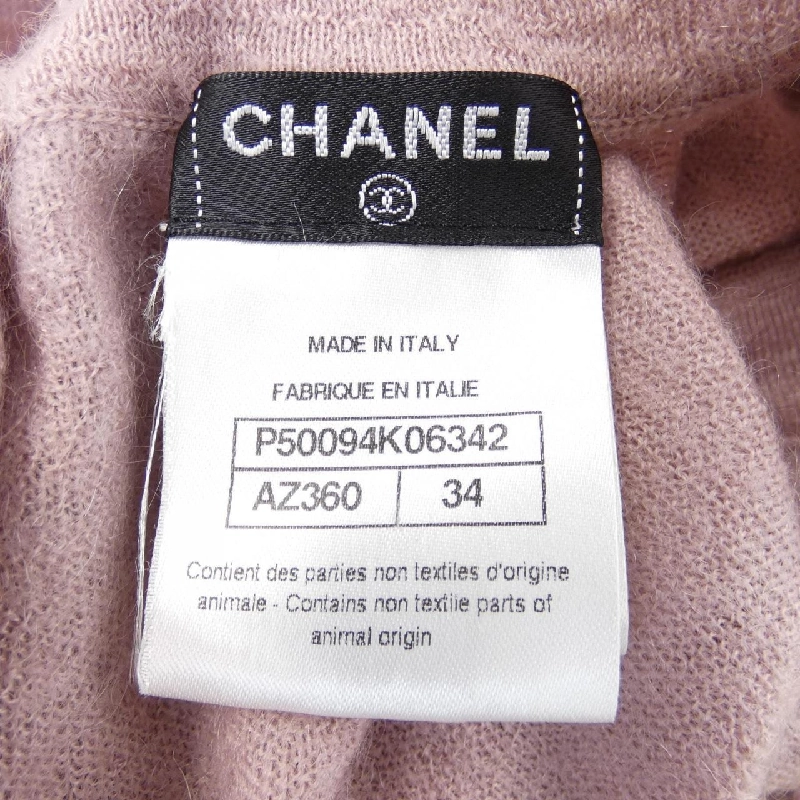 CHANEL
MADE IN ITALY
FABRIQUE EN ITALIE
P50094K06342
AZ360 34
Contient des parties non textiles d'origine
animale - Contains non textile parts of
animal origin